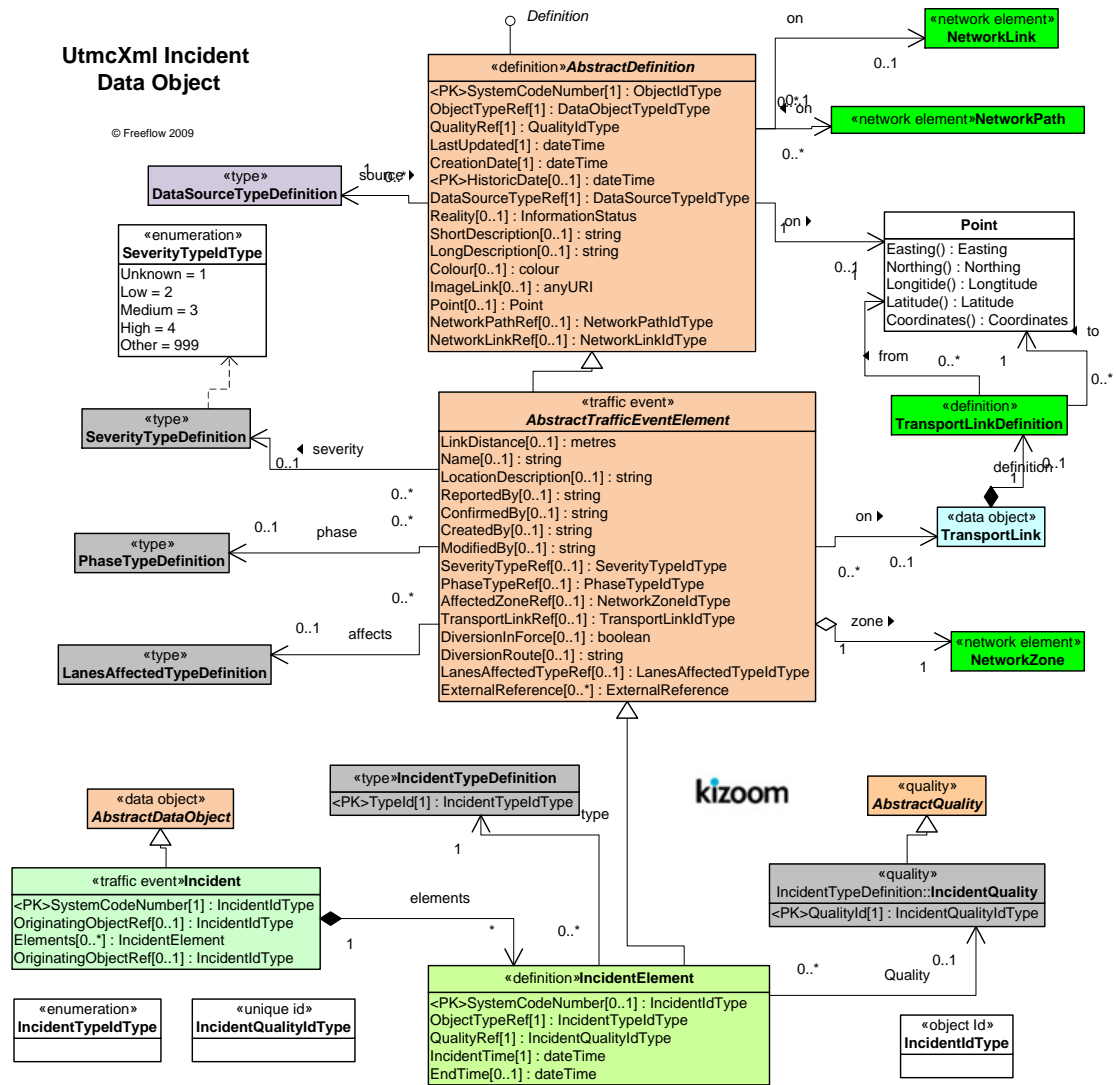 UtmcXml Incident
Data Object
© Freeflow 2009
Definition
«definition»AbstractDefinition
<PK>SystemCodeNumber[1] : ObjectIdType
ObjectTypeRef[1] : DataObjectTypeIdType
QualityRef[1] : QualityIdType
LastUpdated[1] : dateTime
CreationDate[1] : dateTime
<PK>HistoricDate[0..1] : dateTime
DataSourceTypeRef[1] : DataSourceTypeIdType
Reality[0..1] : InformationStatus
ShortDescription[0..1] : string
LongDescription[0..1] : string
Colour[0..1] : colour
ImageLink[0..1] : anyURI
Point[0..1] : Point
NetworkPathRef[0..1] : NetworkPathIdType
NetworkLinkRef[0..1] : NetworkLinkIdType
on
0..1
«network element»
NetworkLink
0..*
0..1
on
0..*
«network element»NetworkPath
«type»
DataSourceTypeDefinition
1
source
0..*
«enumeration»
SeverityTypeIdType
Unknown = 1
Low = 2
Medium = 3
High = 4
Other = 999
on
1
0..1
1
Point
Easting() : Easting
Northing() : Northing
Longitide() : Longtitude
Latitude() : Latitude
Coordinates() : Coordinates
from
0..*
1
to
0..*
«definition»
TransportLinkDefinition
definition
0..1
1
«data object»
TransportLink
«type»
SeverityTypeDefinition
severity
0..1
0..*
«traffic event»
AbstractTrafficEventElement
LinkDistance[0..1] : metres
Name[0..1] : string
LocationDescription[0..1] : string
ReportedBy[0..1] : string
ConfirmedBy[0..1] : string
CreatedBy[0..1] : string
ModifiedBy[0..1] : string
SeverityTypeRef[0..1] : SeverityTypeIdType
PhaseTypeRef[0..1] : PhaseTypeIdType
AffectedZoneRef[0..1] : NetworkZoneIdType
TransportLinkRef[0..1] : TransportLinkIdType
DiversionInForce[0..1] : boolean
DiversionRoute[0..1] : string
LanesAffectedTypeRef[0..1] : LanesAffectedTypeIdType
ExternalReference[0..*] : ExternalReference
0..*
0..1
phase
«type»
PhaseTypeDefinition
0..*
0..1
affects
«type»
LanesAffectedTypeDefinition
on
0..*
0..1
zone
1
1
«network element»
NetworkZone
«type»IncidentTypeDefinition
<PK>TypeId[1] : IncidentTypeIdType
type
1
0..*
kizoom
«data object»
AbstractDataObject
«quality»
AbstractQuality
«traffic event»Incident
<PK>SystemCodeNumber[1] : IncidentIdType
OriginatingObjectRef[0..1] : IncidentIdType
Elements[0..*] : IncidentElement
OriginatingObjectRef[0..1] : IncidentIdType
elements
1
*
«quality»
IncidentTypeDefinition::IncidentQuality
<PK>QualityId[1] : IncidentQualityIdType
0..*
0..1
Quality
«definition»IncidentElement
<PK>SystemCodeNumber[0..1] : IncidentIdType
ObjectTypeRef[1] : IncidentTypeIdType
QualityRef[1] : IncidentQualityIdType
IncidentTime[1] : dateTime
EndTime[0..1] : dateTime
«enumeration»
IncidentTypeIdType
«unique id»
IncidentQualityIdType
«object Id»
IncidentIdType